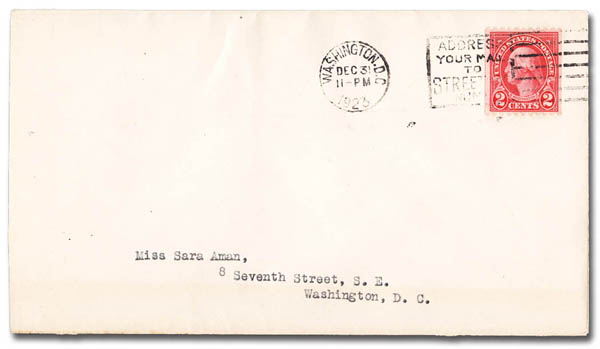 WASHINGTON, D.C.
DEC 31
11-PM
1923
ADDRES
YOUR MA
TO
STREET
UNITED STATES POSTAGE
2 CENTS 2
Miss Sara Aman,
8 Seventh Street, S. E.
Washington, D. C.